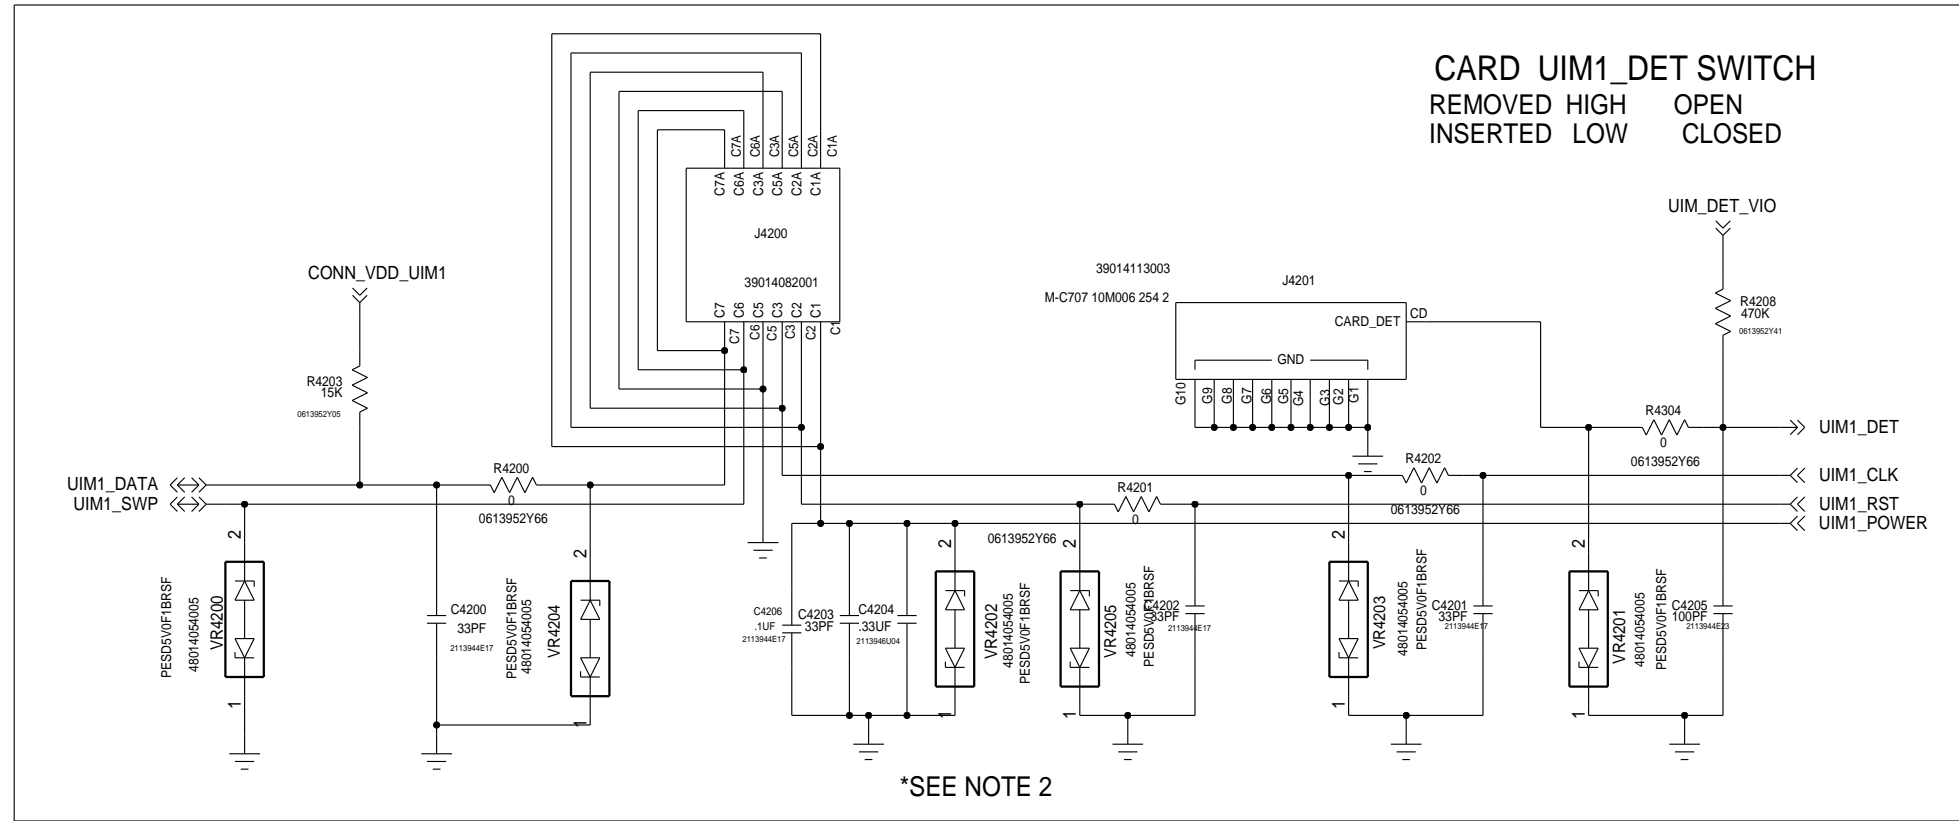 CARD UIM1_DET SWITCH
REMOVED HIGH OPEN
INSERTED LOW CLOSED
C7A C6A C3A C5A C2A C1A
C7A C6A C3A C5A C2A C1A
J4200
39014082001
C7 C6 C5 C3 C2 C1
C7 C6 C5 C3 C2 C1
CONN_VDD_UIM1
R4203
15K
0613952Y05
UIM_DET_VIO
R4208
470K
0613952Y41
39014113003
M-C707 10M006 254 2
J4201
CARD_DET
CD
GND
G10 G9 G8 G7 G6 G5 G4 G3 G2 G1
R4304
0
0613952Y66
UIM1_DET
R4202
0
0613952Y66
UIM1_CLK
R4201
0
0613952Y66
UIM1_RST
UIM1_POWER
UIM1_DATA
UIM1_SWP
R4200
0
0613952Y66
2
PESD5V0F1BRSF
48014054005
VR4200
1
C4200
33PF
2113944E17
2
PESD5V0F1BRSF
48014054005
VR4204
1
C4206
.1UF
2113944E17
C4203
33PF
C4204
.33UF
2113946U04
2
VR4202
48014054005
PESD5V0F1BRSF
1
2
VR4205
48014054005
PESD5V0F1BRSF
1
C4202
33PF
2113944E17
2
VR4203
48014054005
PESD5V0F1BRSF
1
C4201
33PF
2113944E17
2
VR4201
48014054005
PESD5V0F1BRSF
1
C4205
100PF
2113944E23
*SEE NOTE 2